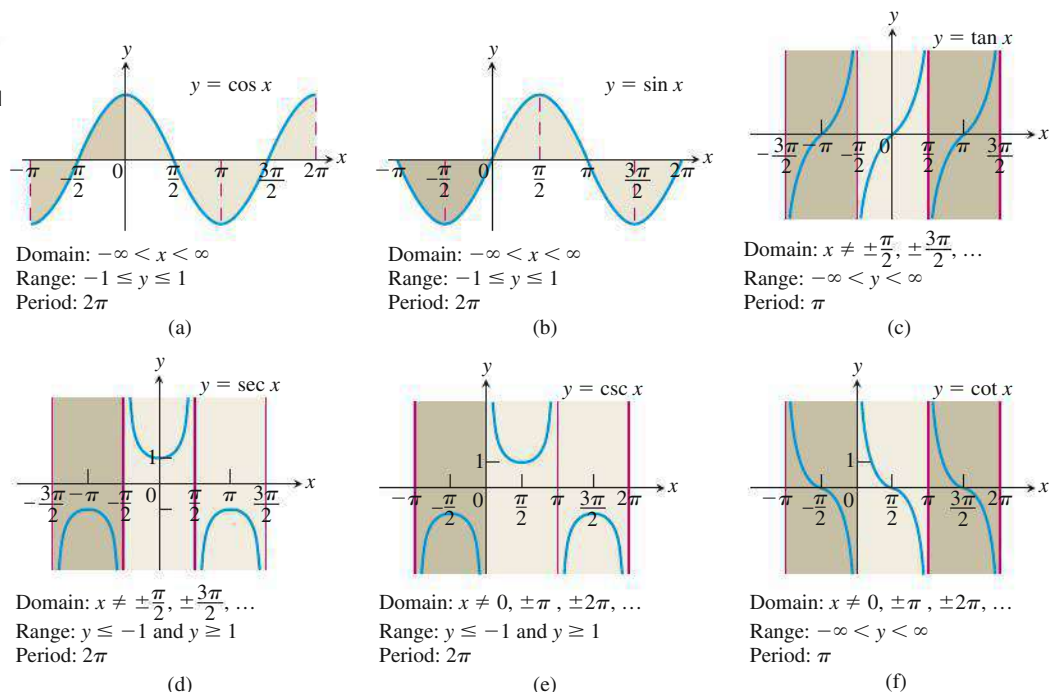 y
y = cos x
x
−π −π/2 0 π/2 π 3π/2 2π
Domain: −∞ < x < ∞
Range: −1 ≤ y ≤ 1
Period: 2π
(a)
y
y = sin x
x
−π −π/2 0 π/2 π 3π/2 2π
Domain: −∞ < x < ∞
Range: −1 ≤ y ≤ 1
Period: 2π
(b)
y
y = tan x
x
−3π/2 −π −π/2 0 π/2 π 3π/2
Domain: x ≠ ±π/2, ±3π/2, …
Range: −∞ < y < ∞
Period: π
(c)
y
y = sec x
1
x
−3π/2 −π −π/2 0 π/2 π 3π/2
Domain: x ≠ ±π/2, ±3π/2, …
Range: y ≤ −1 and y ≥ 1
Period: 2π
(d)
y
y = csc x
1
x
−π −π/2 0 π/2 π 3π/2 2π
Domain: x ≠ 0, ±π , ±2π, …
Range: y ≤ −1 and y ≥ 1
Period: 2π
(e)
y
y = cot x
1
x
−π −π/2 0 π/2 π 3π/2 2π
Domain: x ≠ 0, ±π , ±2π, …
Range: −∞ < y < ∞
Period: π
(f)